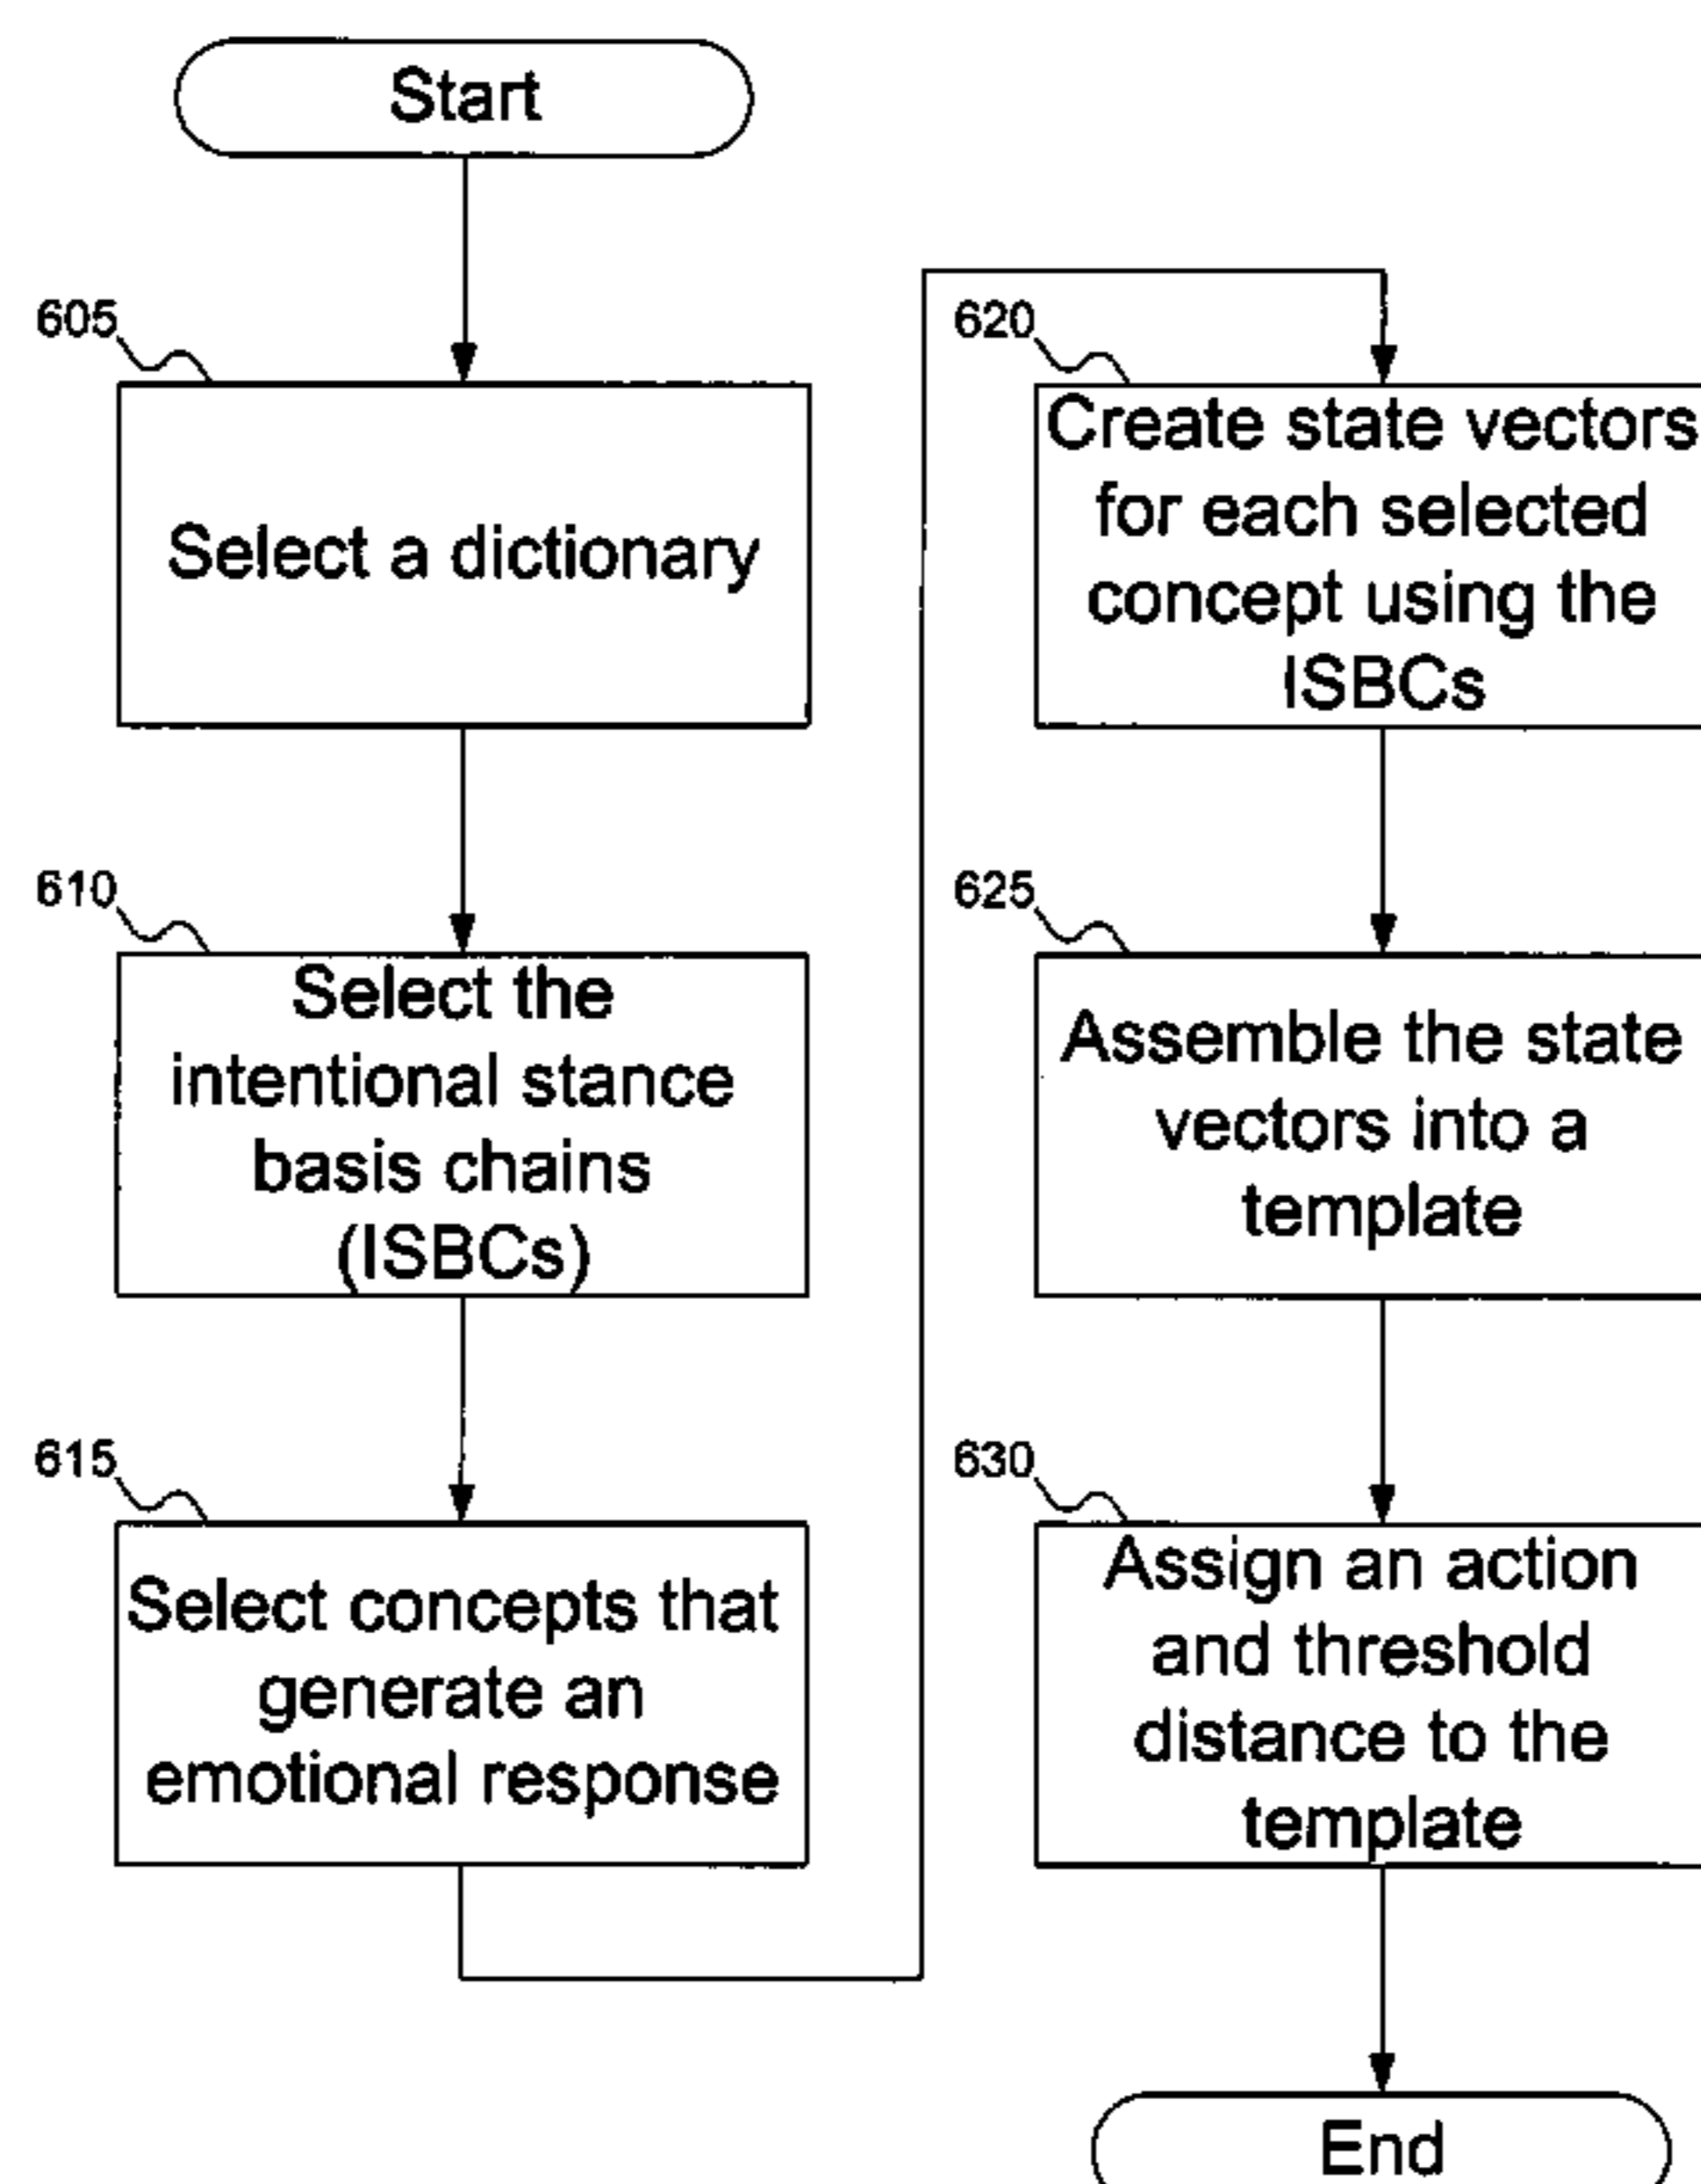 Start
605
Select a dictionary
610
Select the
intentional stance
basis chains
(ISBCs)
615
Select concepts that
generate an
emotional response
620
Create state vectors
for each selected
concept using the
ISBCs
625
Assemble the state
vectors into a
template
630
Assign an action
and threshold
distance to the
template
End